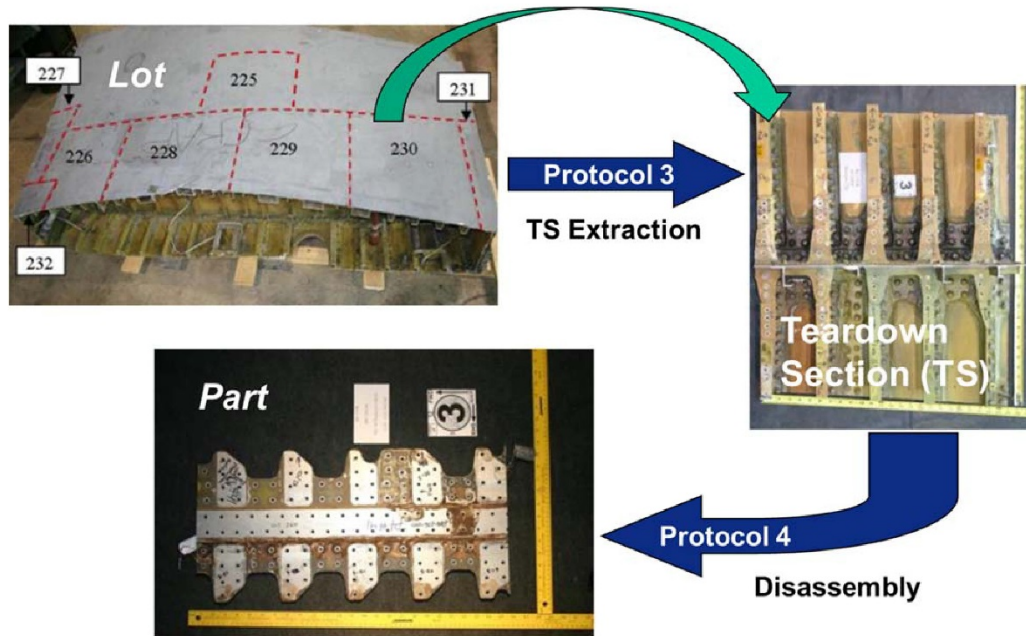 Lot
227
225
231
226
228
229
230
232
Protocol 3
TS Extraction
3
Teardown
Section (TS)
Part
3
Protocol 4
Disassembly